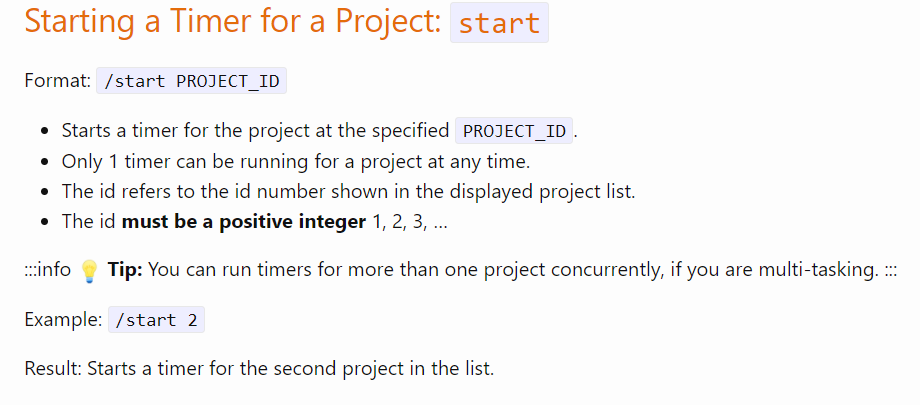 Starting a Timer for a Project: start
Format: /start PROJECT_ID
• Starts a timer for the project at the specified PROJECT_ID.
• Only 1 timer can be running for a project at any time.
• The id refers to the id number shown in the displayed project list.
• The id must be a positive integer 1, 2, 3, ...
:::info 💡 Tip: You can run timers for more than one project concurrently, if you are multi-tasking. :::
Example: /start 2
Result: Starts a timer for the second project in the list.